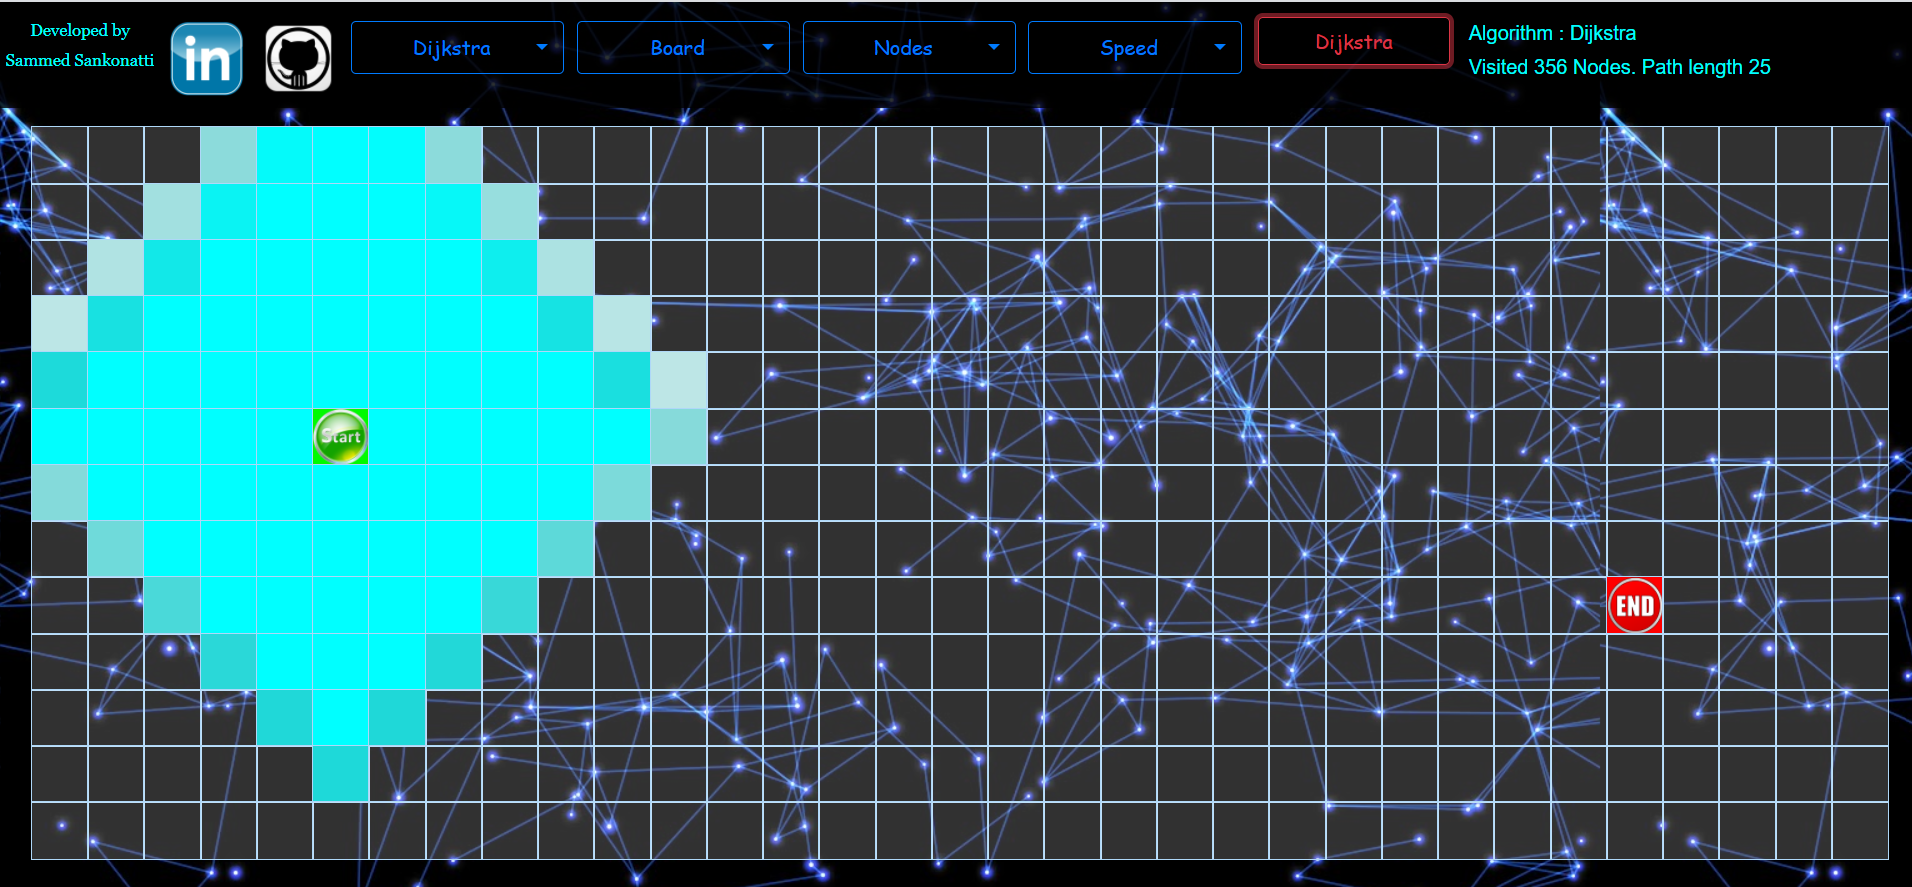 Developed by
Sammed Sankonatti
in
Dijkstra
Board
Nodes
Speed
Dijkstra
Algorithm : Dijkstra
Visited 356 Nodes. Path length 25
Start
END